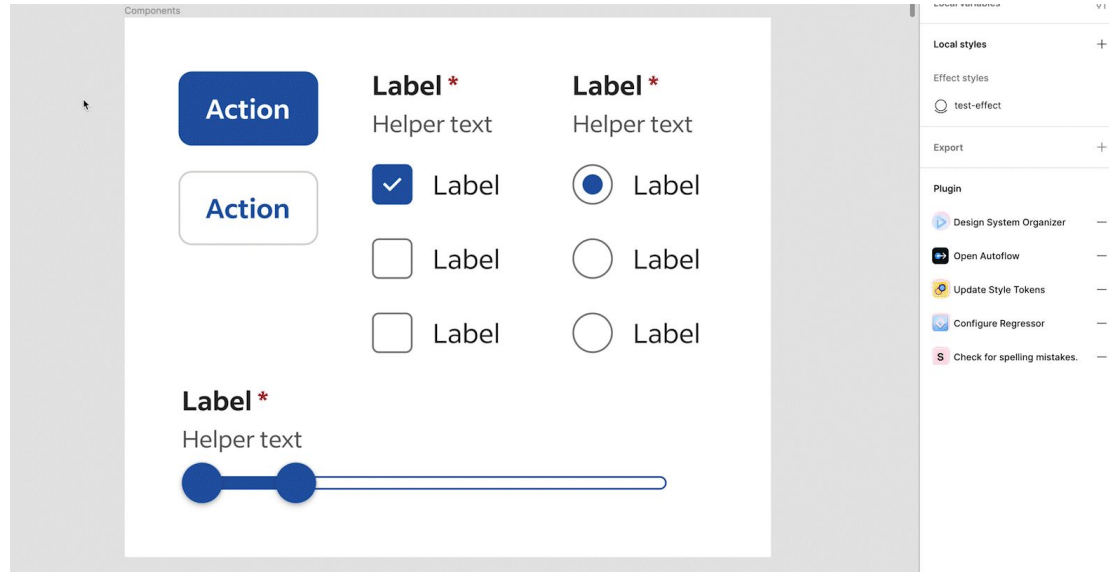 Components
Action
Action
Label *
Helper text
Label
Label
Label
Label *
Helper text
Label
Label
Label
Label *
Helper text
Local variables
Local styles
Effect styles
test-effect
Export
Plugin
Design System Organizer
Open Autoflow
Update Style Tokens
Configure Regressor
S Check for spelling mistakes.